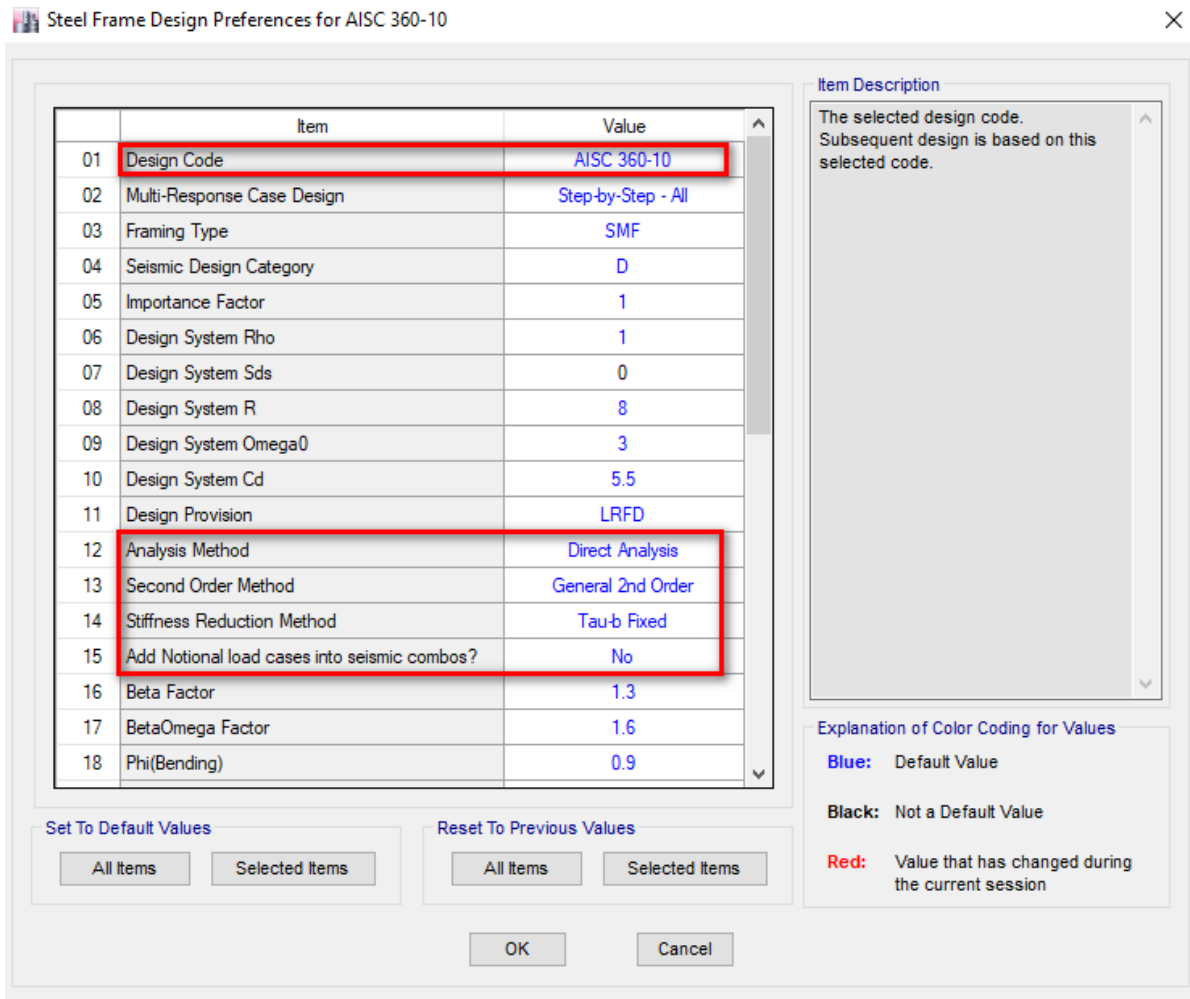 Steel Frame Design Preferences for AISC 360-10
Item Value
01 Design Code AISC 360-10
02 Multi-Response Case Design Step-by-Step - All
03 Framing Type SMF
04 Seismic Design Category D
05 Importance Factor 1
06 Design System Rho 1
07 Design System Sds 0
08 Design System R 8
09 Design System Omega0 3
10 Design System Cd 5.5
11 Design Provision LRFD
12 Analysis Method Direct Analysis
13 Second Order Method General 2nd Order
14 Stiffness Reduction Method Tau-b Fixed
15 Add Notional load cases into seismic combos? No
16 Beta Factor 1.3
17 BetaOmega Factor 1.6
18 Phi(Bending) 0.9
Item Description
The selected design code.
Subsequent design is based on this
selected code.
Explanation of Color Coding for Values
Blue: Default Value
Black: Not a Default Value
Red: Value that has changed during
the current session
Set To Default Values
All Items Selected Items
Reset To Previous Values
All Items Selected Items
OK Cancel